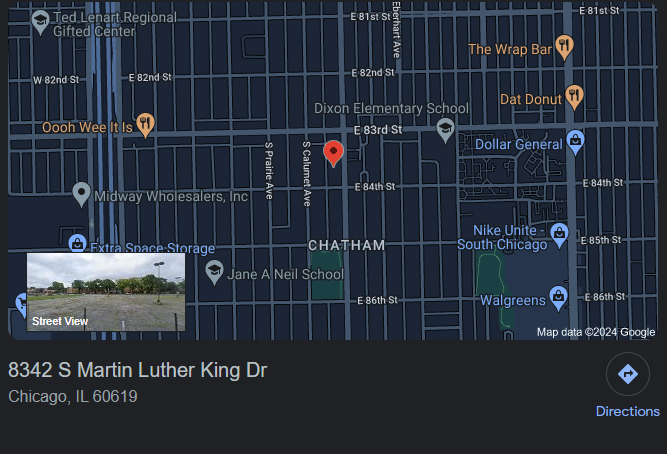 Ted Lenart Regional
Gifted Center
E 81st St
Eberhart Ave
E 81st St
The Wrap Bar
W 82nd St
E 82nd St
E 82nd St
Dat Donut
Dixon Elementary School
Oooh Wee It Is
E 83rd St
Dollar General
S Prairie Ave
S Calumet Ave
E 84th St
E 84th St
Midway Wholesalers, Inc
Nike Unite -
South Chicago
E 85th St
CHATHAM
Extra Space Storage
Jane A Neil School
Walgreens
E 86th St
E 86th St
Street View
Map data ©2024 Google
8342 S Martin Luther King Dr
Chicago, IL 60619
Directions